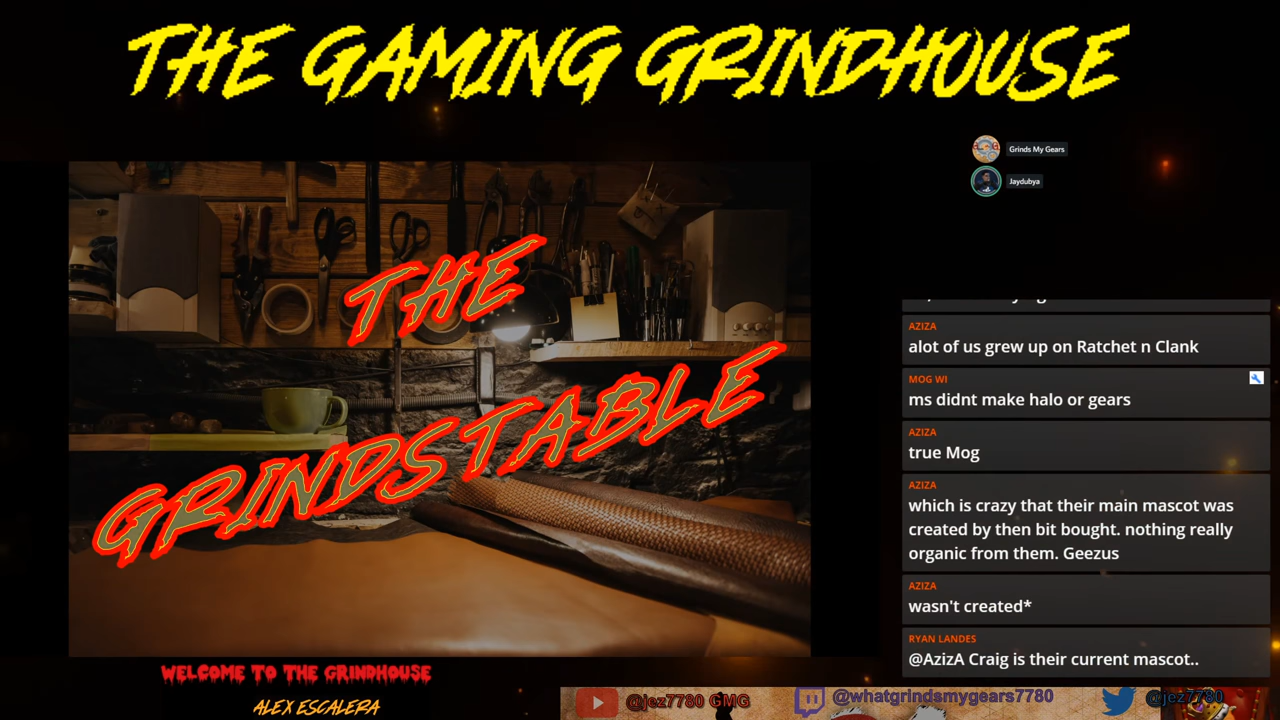 THE GAMING GRINDHOUSE
Grinds My Gears
Jaydubya
THE
GRINDSTABLE
AZIZA
alot of us grew up on Ratchet n Clank
MOG WI
ms didnt make halo or gears
AZIZA
true Mog
AZIZA
which is crazy that their main mascot was
created by then bit bought. nothing really
organic from them. Geezus
AZIZA
wasn't created*
RYAN LANDES
@AzizA Craig is their current mascot..
WELCOME TO THE GRINDHOUSE
ALEX ESCALERA
@jez7780 GMG
@whatgrindsmygears7780
@jez7780